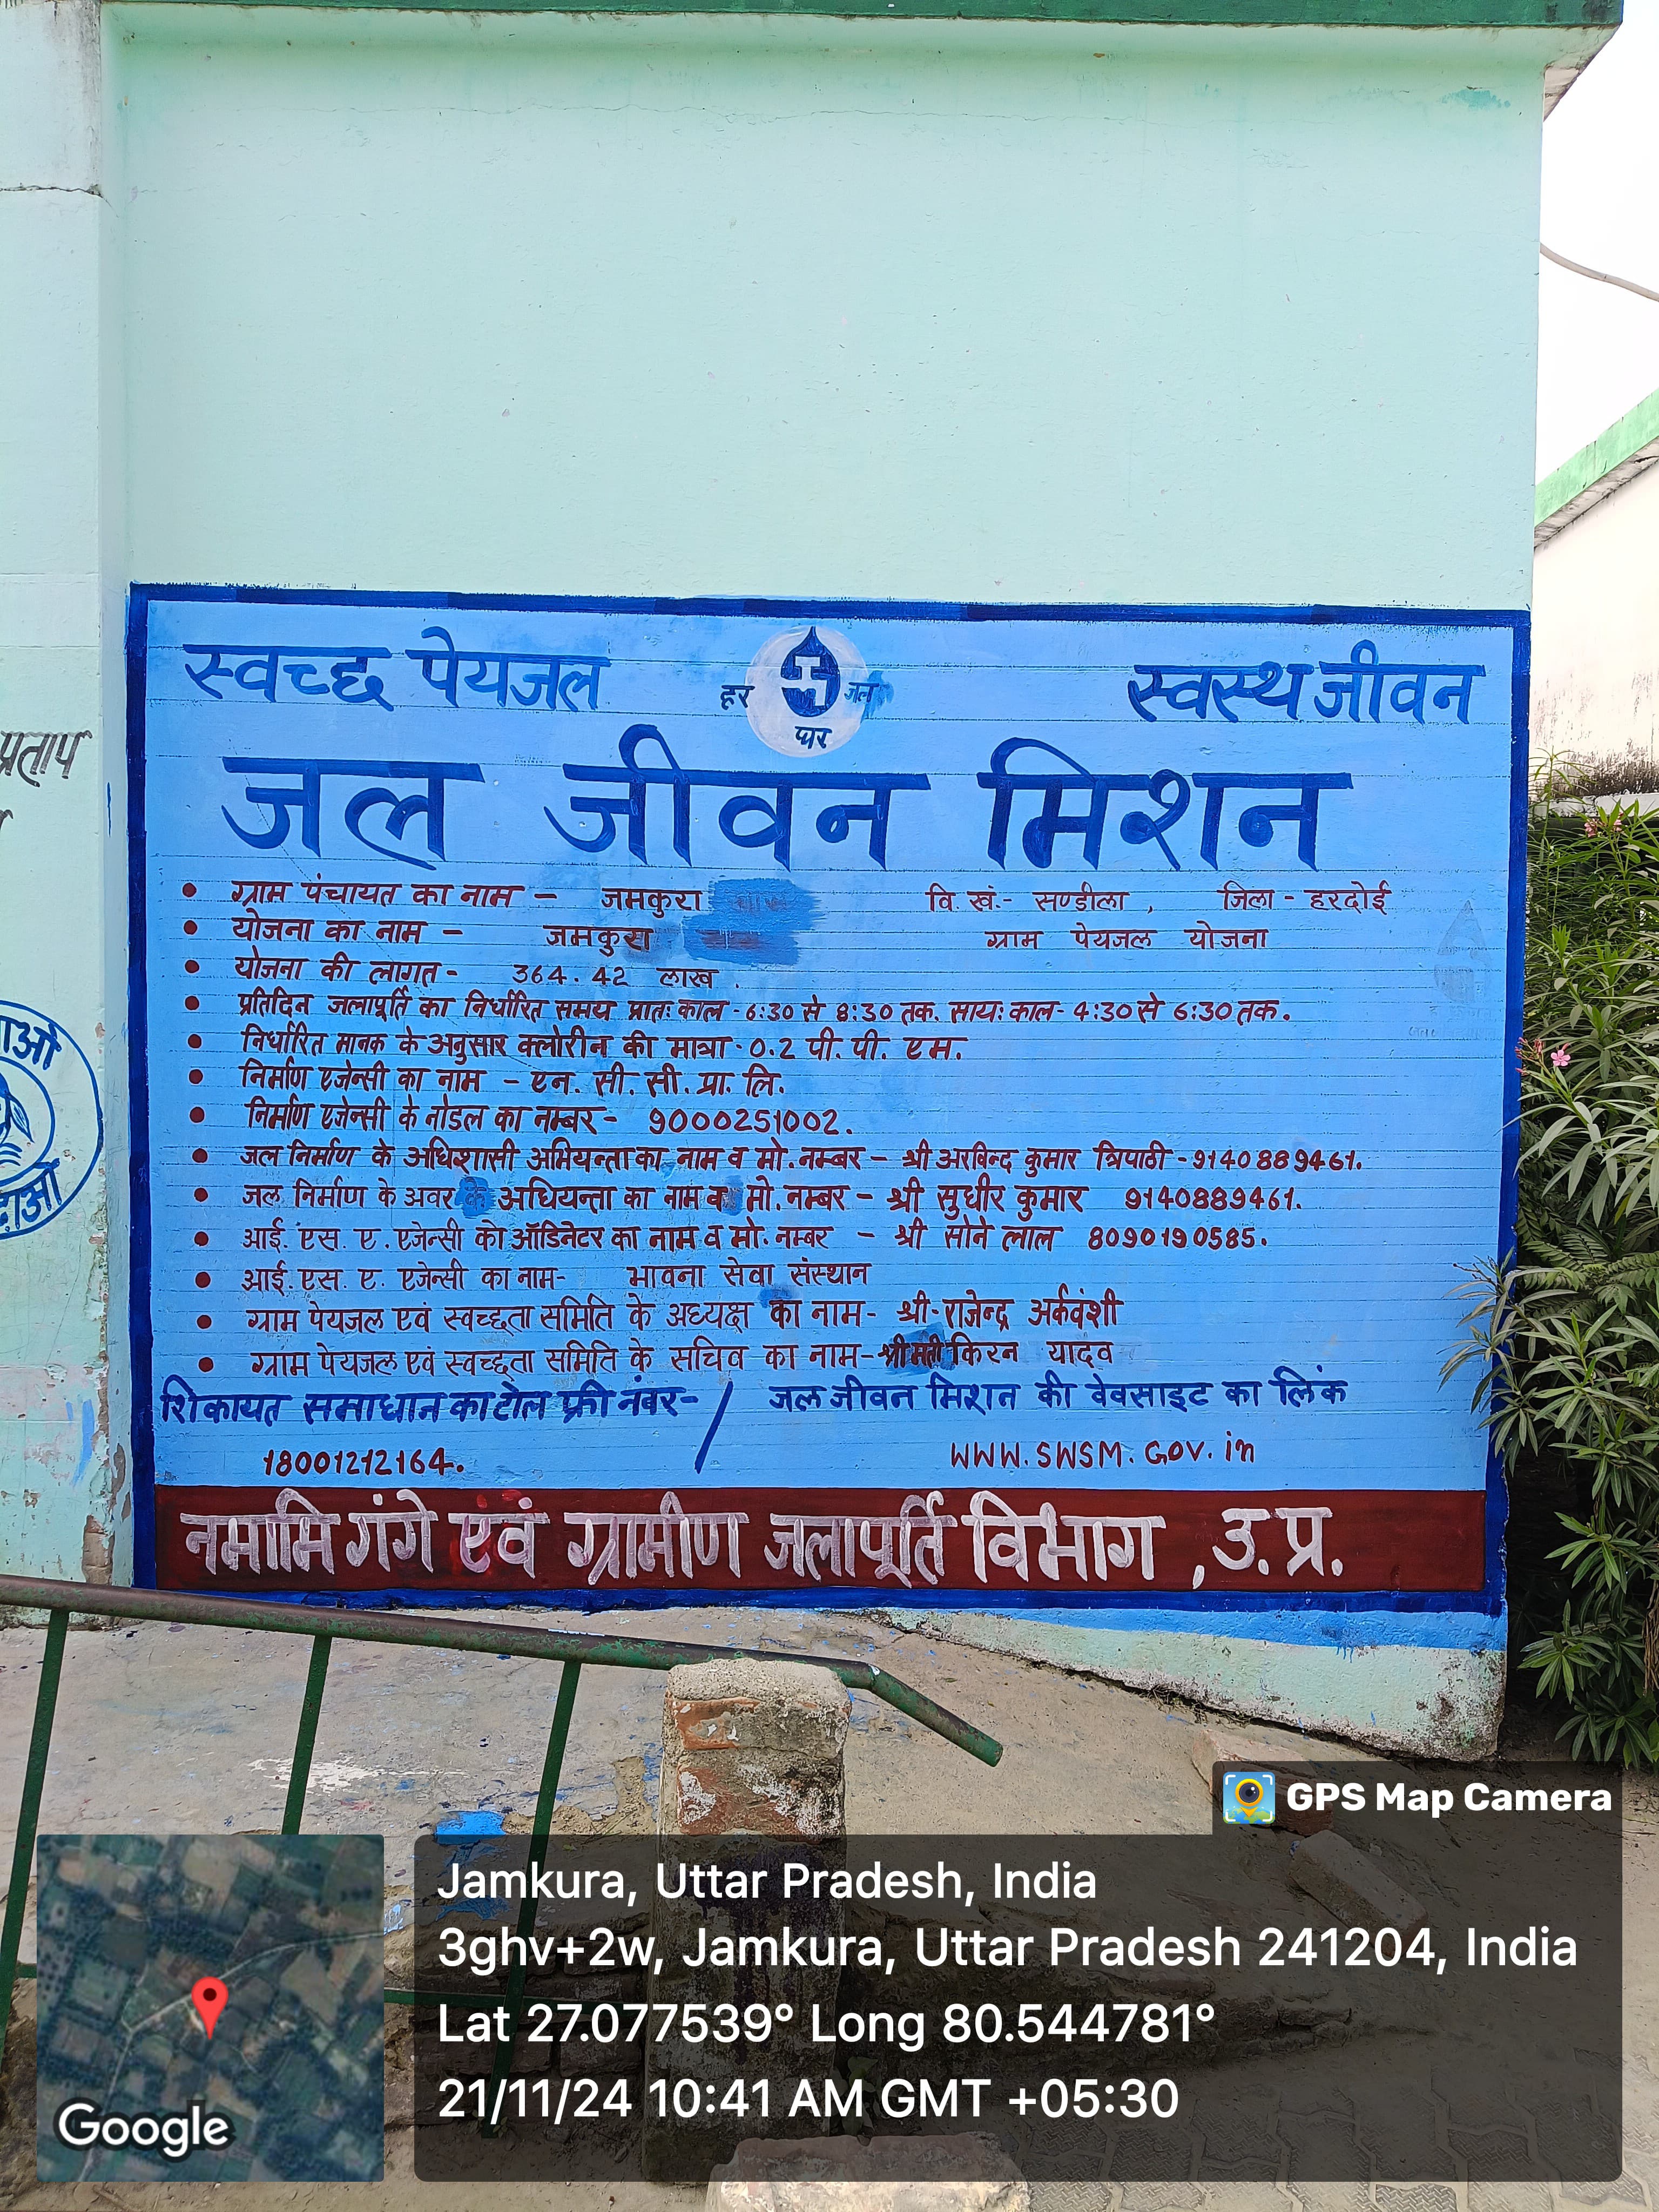 स्वच्छ पेयजल
हर जल
घर
स्वस्थ जीवन
जल जीवन मिशन
• ग्राम पंचायत का नाम – जमकुरा वि. खं.- सण्डीला , जिला - हरदोई
• योजना का नाम – जमकुरा ग्राम पेयजल योजना
• योजना की लागत - 364.42 लाख.
• प्रतिदिन जलापूर्ति का निर्धारित समय प्रातः काल - 6:30 से 8:30 तक. सायः काल - 4:30 से 6:30 तक.
• निर्धारित मानक के अनुसार क्लोरीन की मात्रा - 0.2 पी. पी. एम.
• निर्माण एजेन्सी का नाम – एन. सी. सी. प्रा. लि.
• निर्माण एजेन्सी के नोडल का नम्बर - 9000251002.
• जल निर्माण के अधिशासी अभियन्ता का नाम व मो. नम्बर – श्री अरबिन्द कुमार त्रिपाठी - 9140889461.
• जल निर्माण के अवर अधियन्ता का नाम व मो. नम्बर – श्री सुधीर कुमार 9140889461.
• आई. एस. ए. एजेन्सी को ऑडिनेटर का नाम व मो. नम्बर – श्री सोने लाल 8090190585.
• आई. एस. ए. एजेन्सी का नाम- भावना सेवा संस्थान
• ग्राम पेयजल एवं स्वच्छ्ता समिति के अध्यक्ष का नाम- श्री-राजेन्द्र अर्कवंशी
• ग्राम पेयजल एवं स्वच्छ्ता समिति के सचिव का नाम- श्रीमती किरन यादव
शिकायत समाधान का टोल फ्री नंबर- / जल जीवन मिशन की वेवसाइट का लिंक
18001212164. WWW.SWSM.GOV.in
नमामि गंगे एवं ग्रामीण जलापूर्ति विभाग , उ. प्र.
प्रताप
GPS Map Camera
Jamkura, Uttar Pradesh, India
3ghv+2w, Jamkura, Uttar Pradesh 241204, India
Lat 27.077539° Long 80.544781°
21/11/24 10:41 AM GMT +05:30
Google